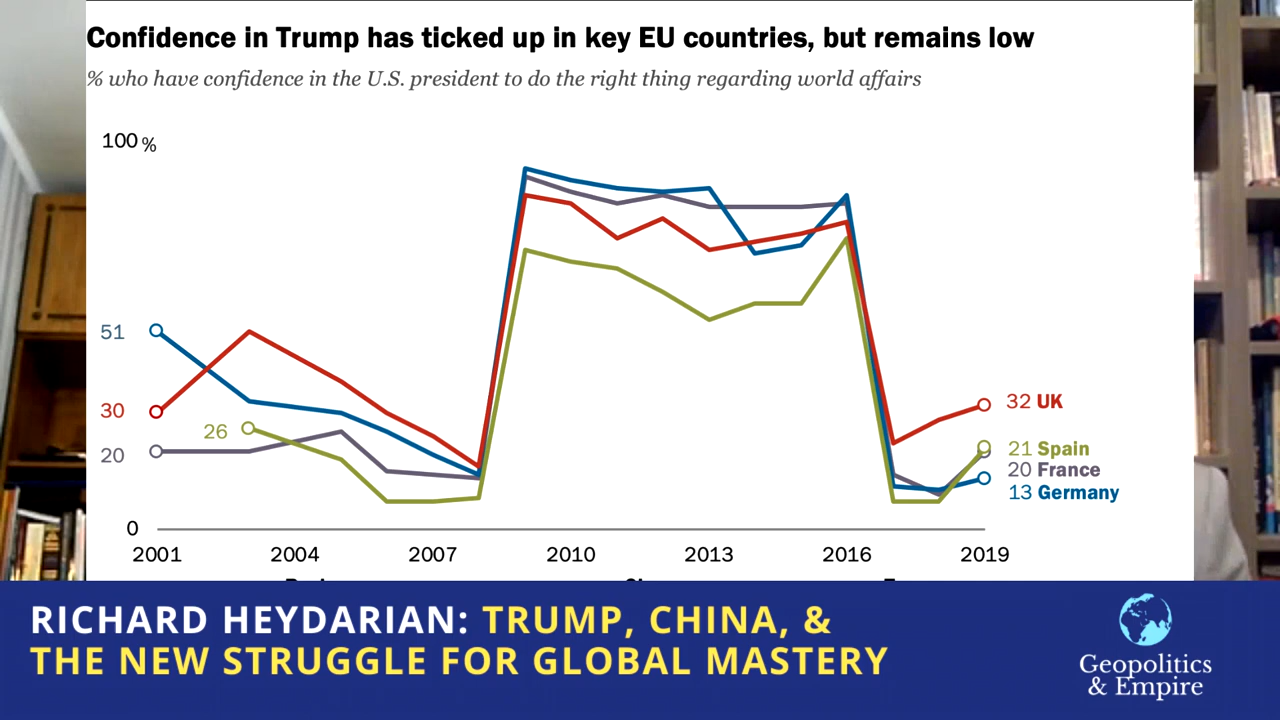 Confidence in Trump has ticked up in key EU countries, but remains low
% who have confidence in the U.S. president to do the right thing regarding world affairs
100 %
51
30
26
20
32 UK
21 Spain
20 France
13 Germany
0
2001 2004 2007 2010 2013 2016 2019
RICHARD HEYDARIAN: TRUMP, CHINA, &
THE NEW STRUGGLE FOR GLOBAL MASTERY
Geopolitics
& Empire